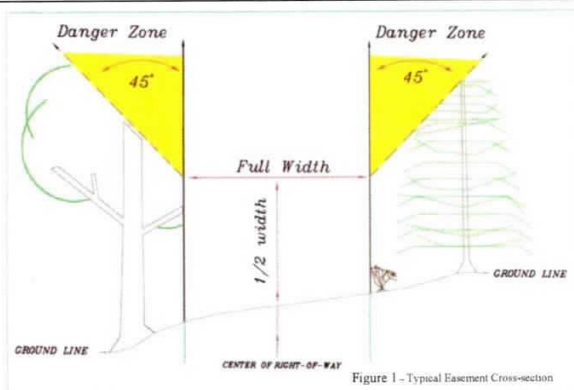 Danger Zone
Danger Zone
45°
45°
Full Width
1/2 width
GROUND LINE
GROUND LINE
CENTER OF RIGHT-OF-WAY
Figure 1 - Typical Easement Cross-section